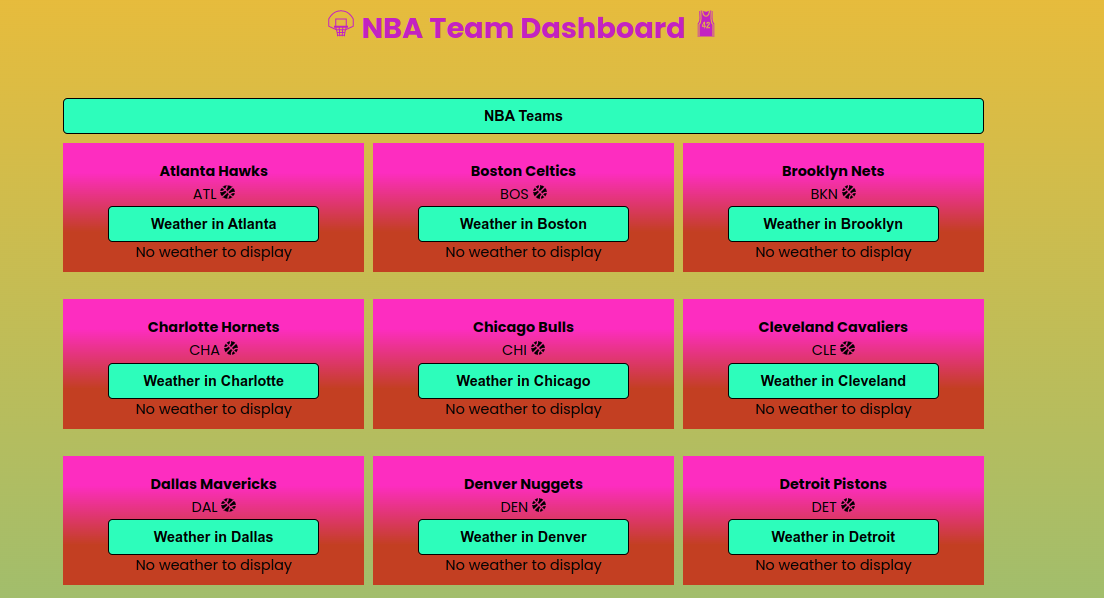 NBA Team Dashboard 42
NBA Teams
Atlanta Hawks
ATL
Weather in Atlanta
No weather to display
Boston Celtics
BOS
Weather in Boston
No weather to display
Brooklyn Nets
BKN
Weather in Brooklyn
No weather to display
Charlotte Hornets
CHA
Weather in Charlotte
No weather to display
Chicago Bulls
CHI
Weather in Chicago
No weather to display
Cleveland Cavaliers
CLE
Weather in Cleveland
No weather to display
Dallas Mavericks
DAL
Weather in Dallas
No weather to display
Denver Nuggets
DEN
Weather in Denver
No weather to display
Detroit Pistons
DET
Weather in Detroit
No weather to display